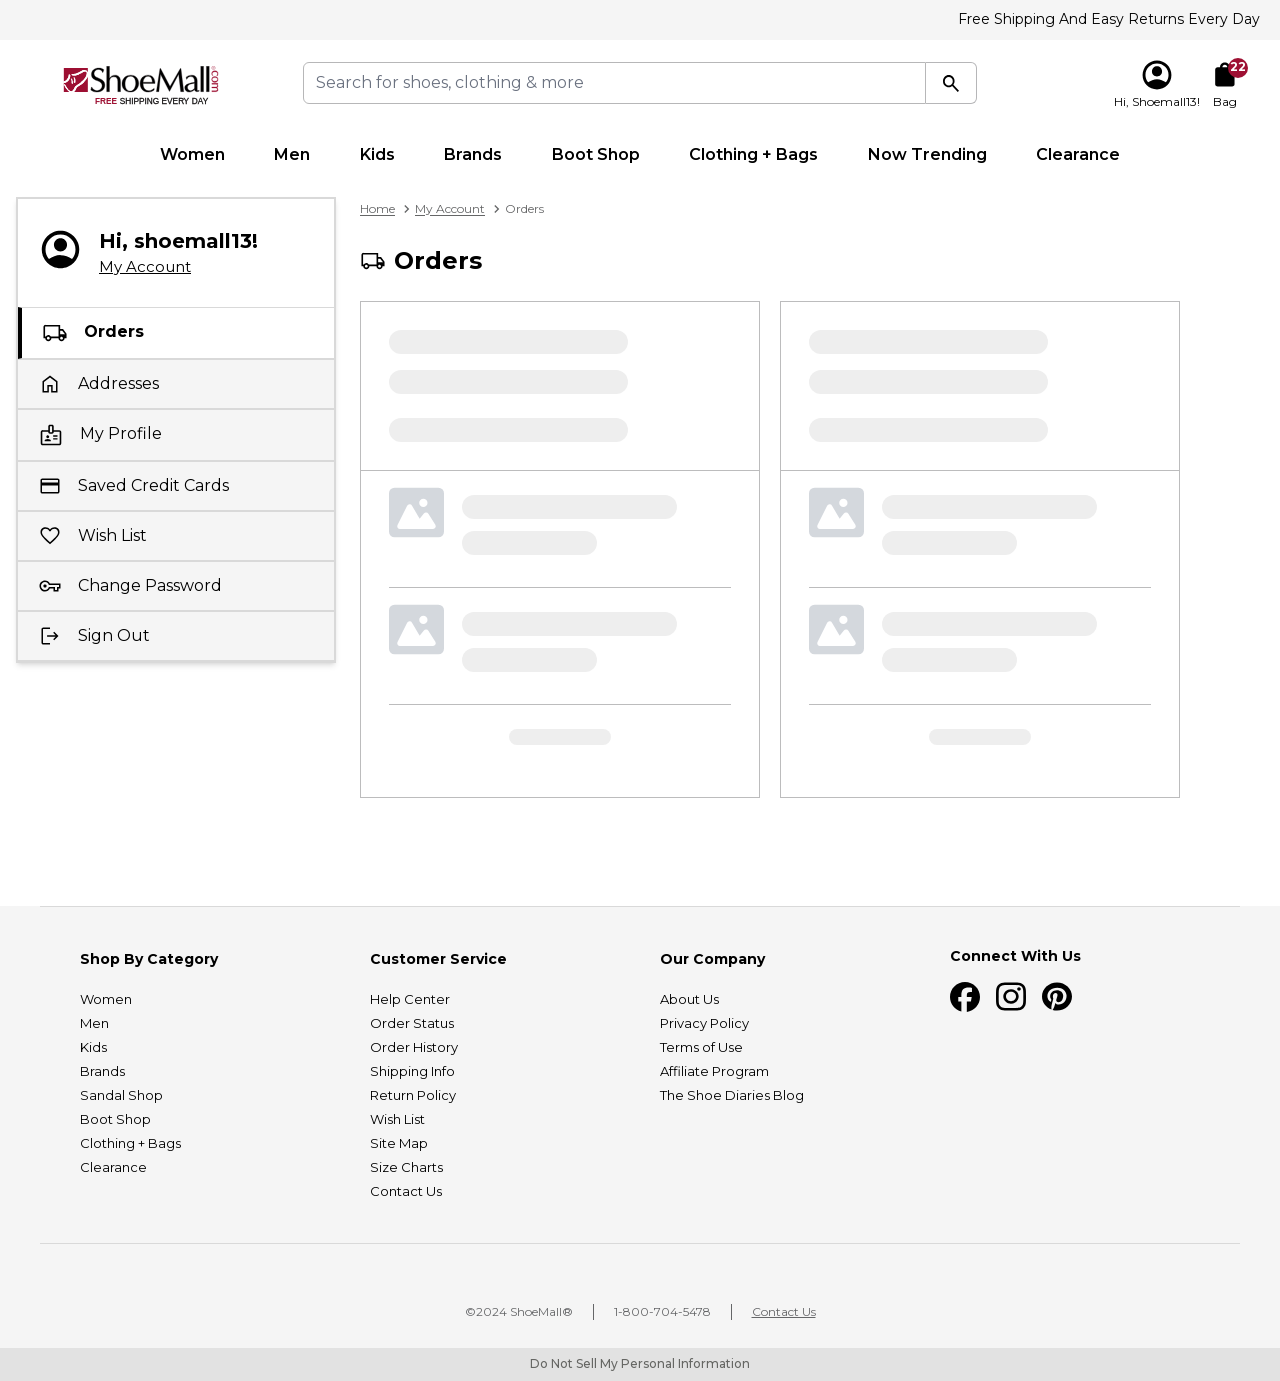 Free Shipping And Easy Returns Every Day
ShoeMall.com®
FREE SHIPPING EVERY DAY
Search for shoes, clothing & more
Hi, Shoemall13!
22
Bag
Women
Men
Kids
Brands
Boot Shop
Clothing + Bags
Now Trending
Clearance
Hi, shoemall13!
My Account
Orders
Addresses
My Profile
Saved Credit Cards
Wish List
Change Password
Sign Out
Home
My Account
Orders
Orders
Shop By Category
Women
Men
Kids
Brands
Sandal Shop
Boot Shop
Clothing + Bags
Clearance
Customer Service
Help Center
Order Status
Order History
Shipping Info
Return Policy
Wish List
Site Map
Size Charts
Contact Us
Our Company
About Us
Privacy Policy
Terms of Use
Affiliate Program
The Shoe Diaries Blog
Connect With Us
©2024 ShoeMall®
1-800-704-5478
Contact Us
Do Not Sell My Personal Information